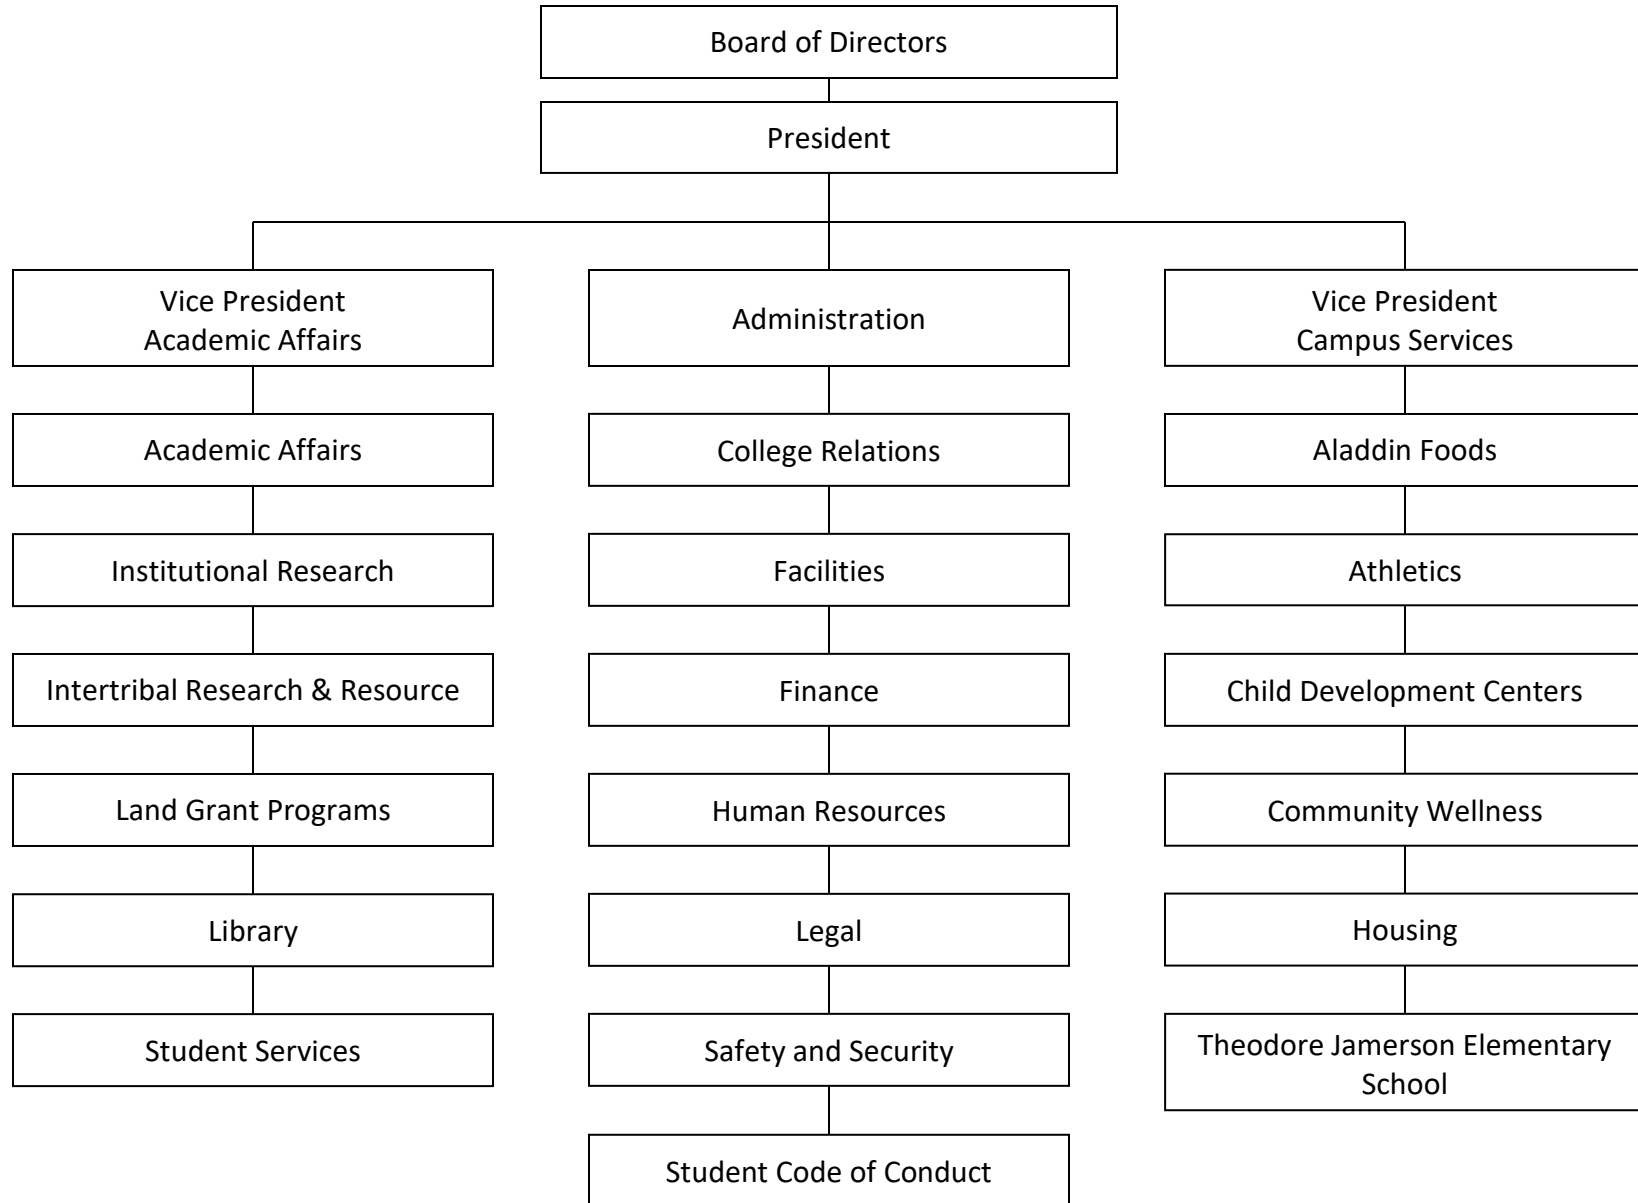 Board of Directors
President
Vice President
Academic Affairs
Administration
Vice President
Campus Services
Academic Affairs
College Relations
Aladdin Foods
Institutional Research
Facilities
Athletics
Intertribal Research & Resource
Finance
Child Development Centers
Land Grant Programs
Human Resources
Community Wellness
Library
Legal
Housing
Student Services
Safety and Security
Theodore Jamerson Elementary
School
Student Code of Conduct